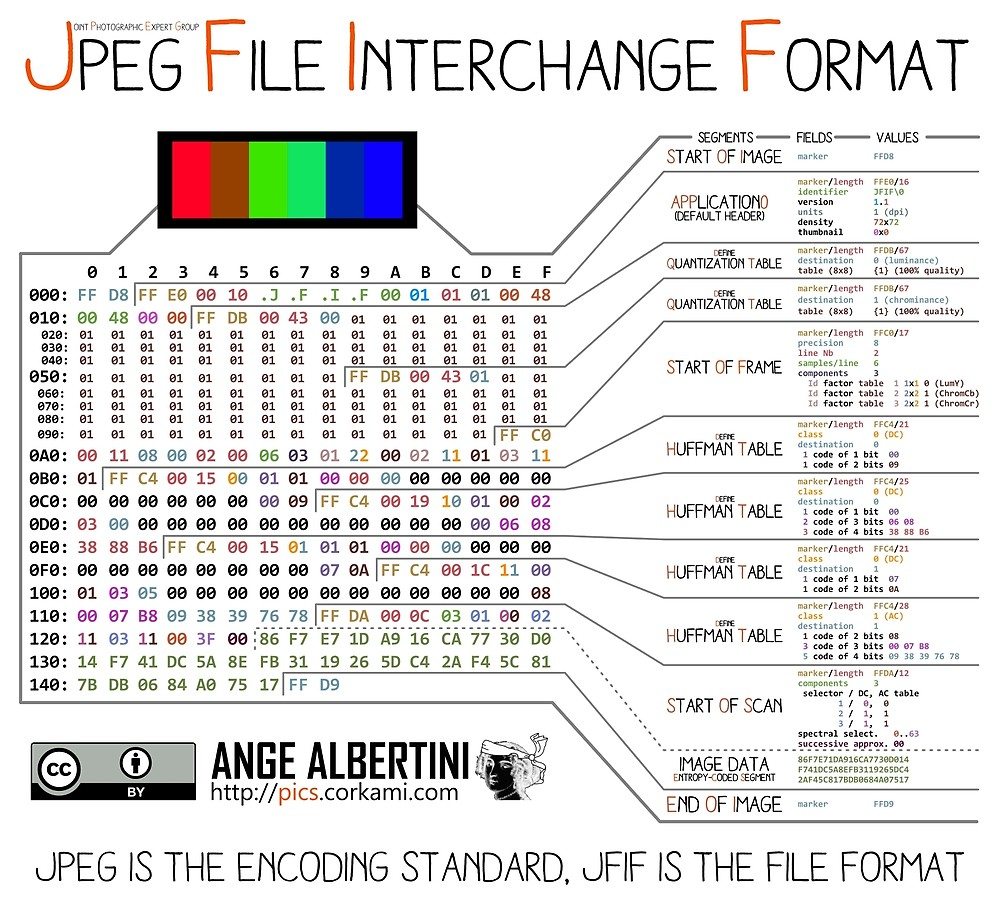 JOINT PHOTOGRAPHIC EXPERT GROUP
JPEG FILE INTERCHANGE FORMAT
0 1 2 3 4 5 6 7 8 9 A B C D E F
000: FF D8 FF E0 00 10 .J .F .I .F 00 01 01 01 00 48
010: 00 48 00 00 FF DB 00 43 00 01 01 01 01 01 01 01
020: 01 01 01 01 01 01 01 01 01 01 01 01 01 01 01 01
030: 01 01 01 01 01 01 01 01 01 01 01 01 01 01 01 01
040: 01 01 01 01 01 01 01 01 01 01 01 01 01 01 01 01
050: 01 01 01 01 01 01 01 01 01 FF DB 00 43 01 01 01
060: 01 01 01 01 01 01 01 01 01 01 01 01 01 01 01 01
070: 01 01 01 01 01 01 01 01 01 01 01 01 01 01 01 01
080: 01 01 01 01 01 01 01 01 01 01 01 01 01 01 01 01
090: 01 01 01 01 01 01 01 01 01 01 01 01 01 01 FF C0
0A0: 00 11 08 00 02 00 06 03 01 22 00 02 11 01 03 11
0B0: 01 FF C4 00 15 00 01 01 00 00 00 00 00 00 00 00
0C0: 00 00 00 00 00 00 09 FF C4 00 19 10 01 00 02
0D0: 03 00 00 00 00 00 00 00 00 00 00 00 00 00 06 08
0E0: 38 88 B6 FF C4 00 15 01 01 01 00 00 00 00 00 00
0F0: 00 00 00 00 00 00 00 00 07 0A FF C4 00 1C 11 00
100: 01 03 05 00 00 00 00 00 00 00 00 00 00 00 00 08
110: 00 07 B8 09 38 39 76 78 FF DA 00 0C 03 01 00 02
120: 11 03 11 00 3F 00 86 F7 E7 1D A9 16 CA 77 30 D0
130: 14 F7 41 DC 5A 8E FB 31 19 26 5D C4 2A F4 5C 81
140: 7B DB 06 84 A0 75 17 FF D9
SEGMENTS FIELDS VALUES
START OF IMAGE
marker FFD8
APPLICATION0
(DEFAULT HEADER)
marker/length FFE0/16
identifier JFIF\0
version 1.1
units 1 (dpi)
density 72x72
thumbnail 0x0
DEFINE
QUANTIZATION TABLE
marker/length FFDB/67
destination 0 (luminance)
table (8x8) {1} (100% quality)
DEFINE
QUANTIZATION TABLE
marker/length FFDB/67
destination 1 (chrominance)
table (8x8) {1} (100% quality)
START OF FRAME
marker/length FFC0/17
precision 8
line Nb 2
samples/line 6
components 3
Id factor table 1 1x1 0 (LumY)
Id factor table 2 2x2 1 (ChromCb)
Id factor table 3 2x2 1 (ChromCr)
DEFINE
HUFFMAN TABLE
marker/length FFC4/21
class 0 (DC)
destination 0
1 code of 1 bit 00
1 code of 2 bits 09
DEFINE
HUFFMAN TABLE
marker/length FFC4/25
class 0 (DC)
destination 0
1 code of 1 bit 00
2 code of 3 bits 06 08
3 code of 4 bits 38 88 B6
DEFINE
HUFFMAN TABLE
marker/length FFC4/21
class 0 (DC)
destination 1
1 code of 1 bit 07
1 code of 2 bits 0A
DEFINE
HUFFMAN TABLE
marker/length FFC4/28
class 1 (AC)
destination 1
1 code of 2 bits 08
3 code of 3 bits 00 07 B8
5 code of 4 bits 09 38 39 76 78
START OF SCAN
marker/length FFDA/12
components 3
selector / DC, AC table
1 / 0, 0
2 / 1, 1
3 / 1, 1
spectral select. 0..63
successive approx. 00
IMAGE DATA
ENTROPY-CODED SEGMENT
86F7E71DA916CA7730D014
F741DC5A8EFB3119265DC4
2AF45C817BDB0684A07517
END OF IMAGE
marker FFD9
cc
BY
ANGE ALBERTINI
http://pics.corkami.com
JPEG IS THE ENCODING STANDARD, JFIF IS THE FILE FORMAT